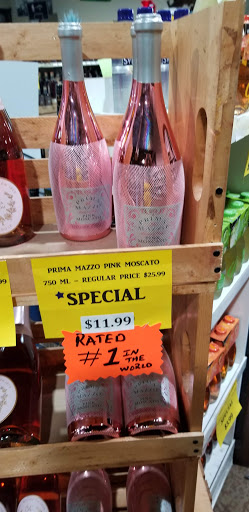 PRIMA MAZZO PINK MOSCATO
750 ML - REGULAR PRICE $25.99
*SPECIAL
$11.99
RATED
#1 IN THE
WORLD